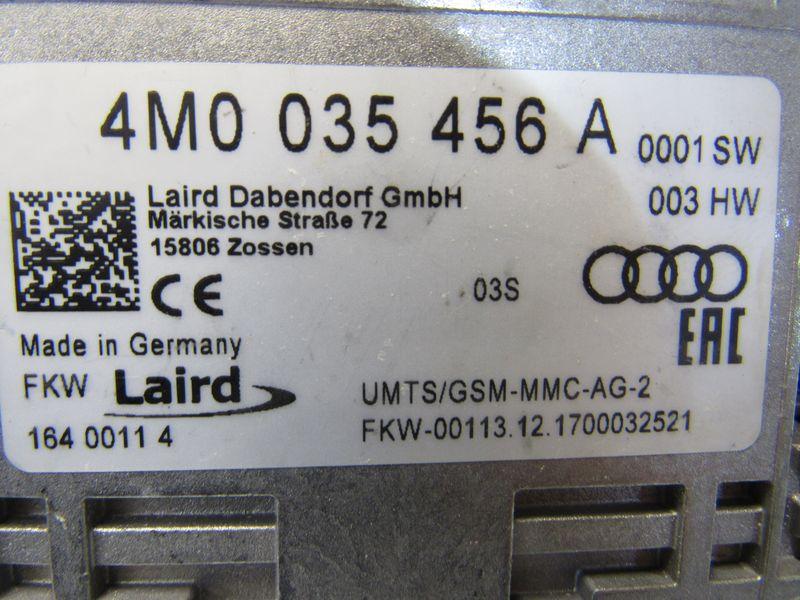 4M0 035 456 A
0001 SW
003 HW
Laird Dabendorf GmbH
Märkische Straße 72
15806 Zossen
CE
03S
EAC
Made in Germany
FKW Laird
UMTS/GSM-MMC-AG-2
164 0011 4
FKW-00113.12.1700032521